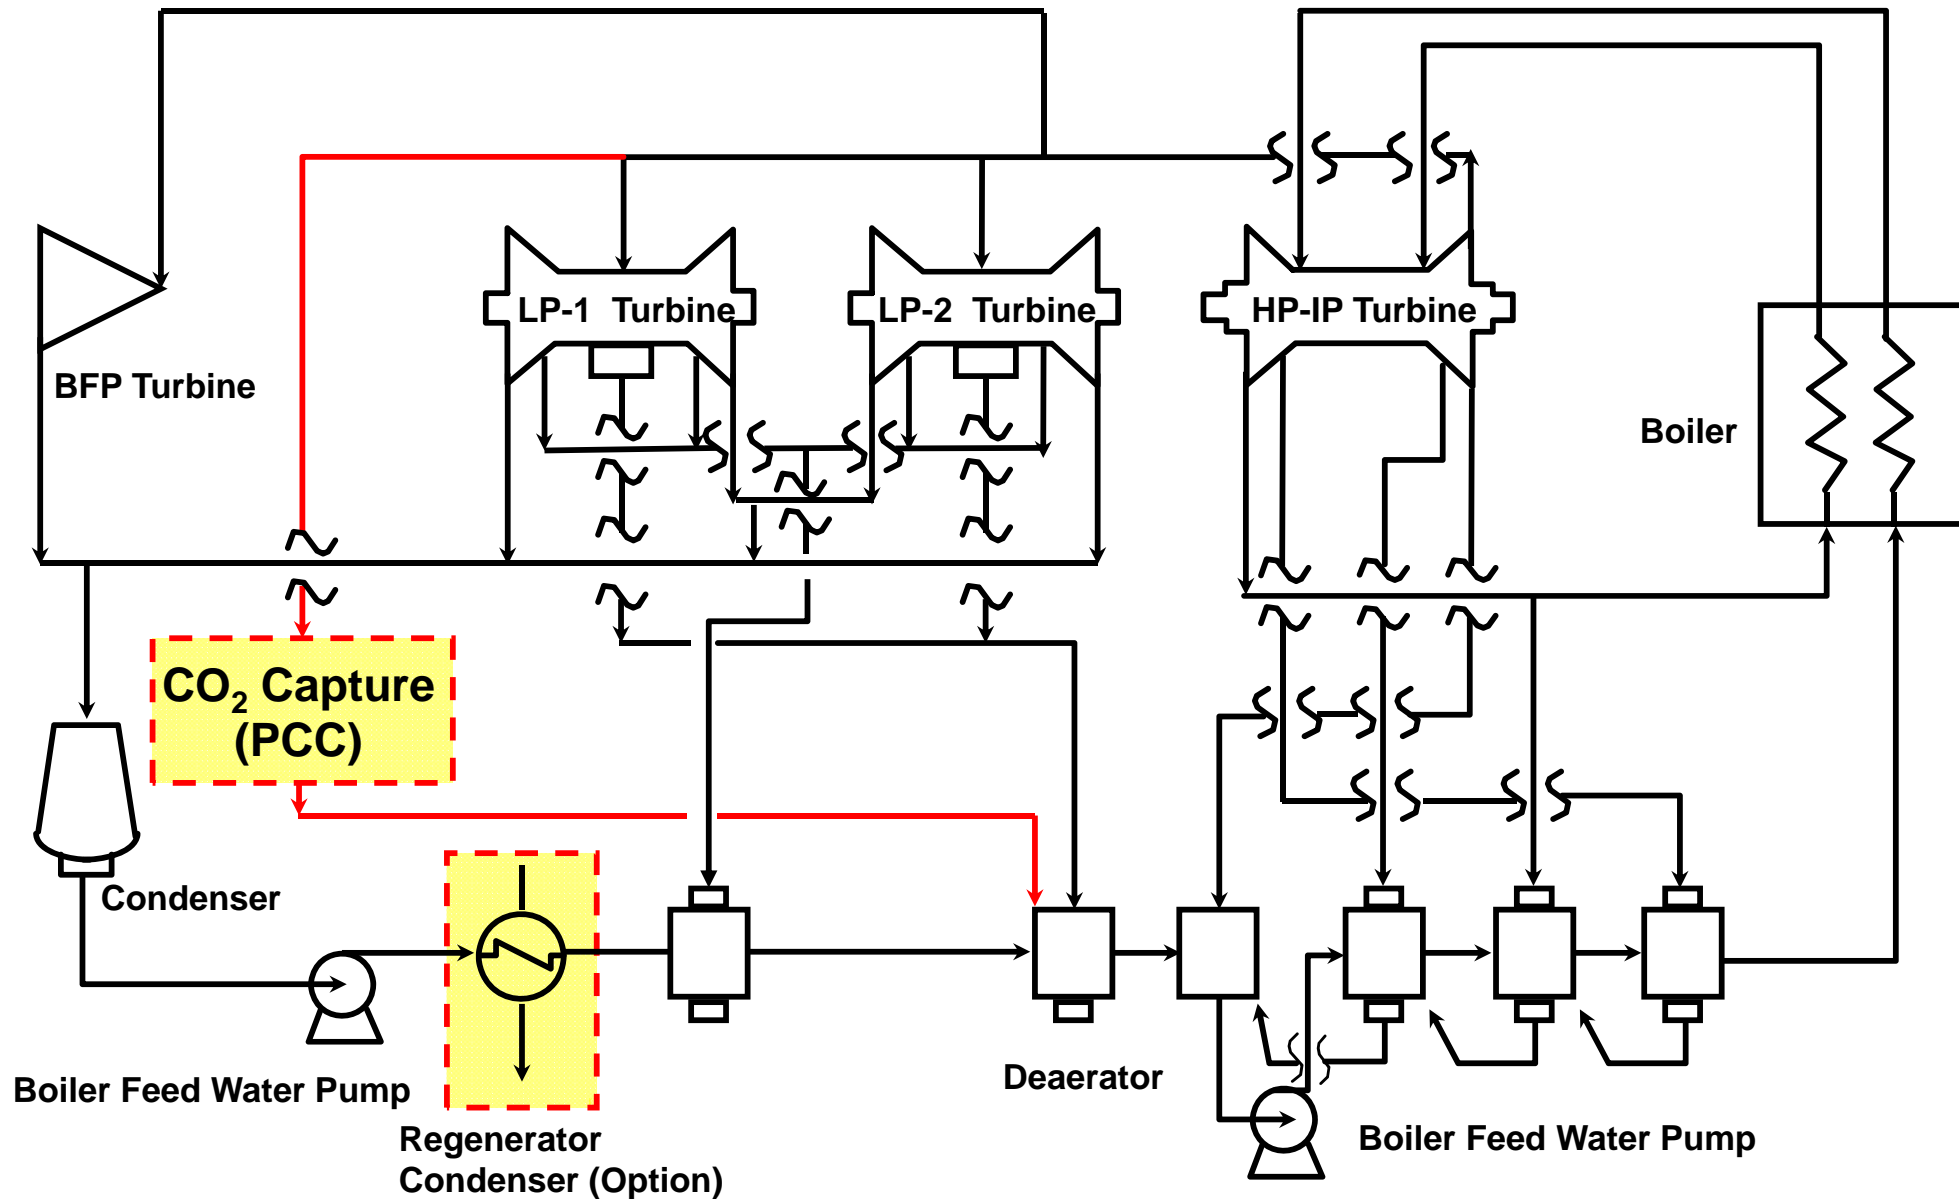 LP-1 Turbine
LP-2 Turbine
HP-IP Turbine
BFP Turbine
Boiler
CO₂ Capture
(PCC)
Condenser
Deaerator
Boiler Feed Water Pump
Regenerator
Condenser (Option)
Boiler Feed Water Pump